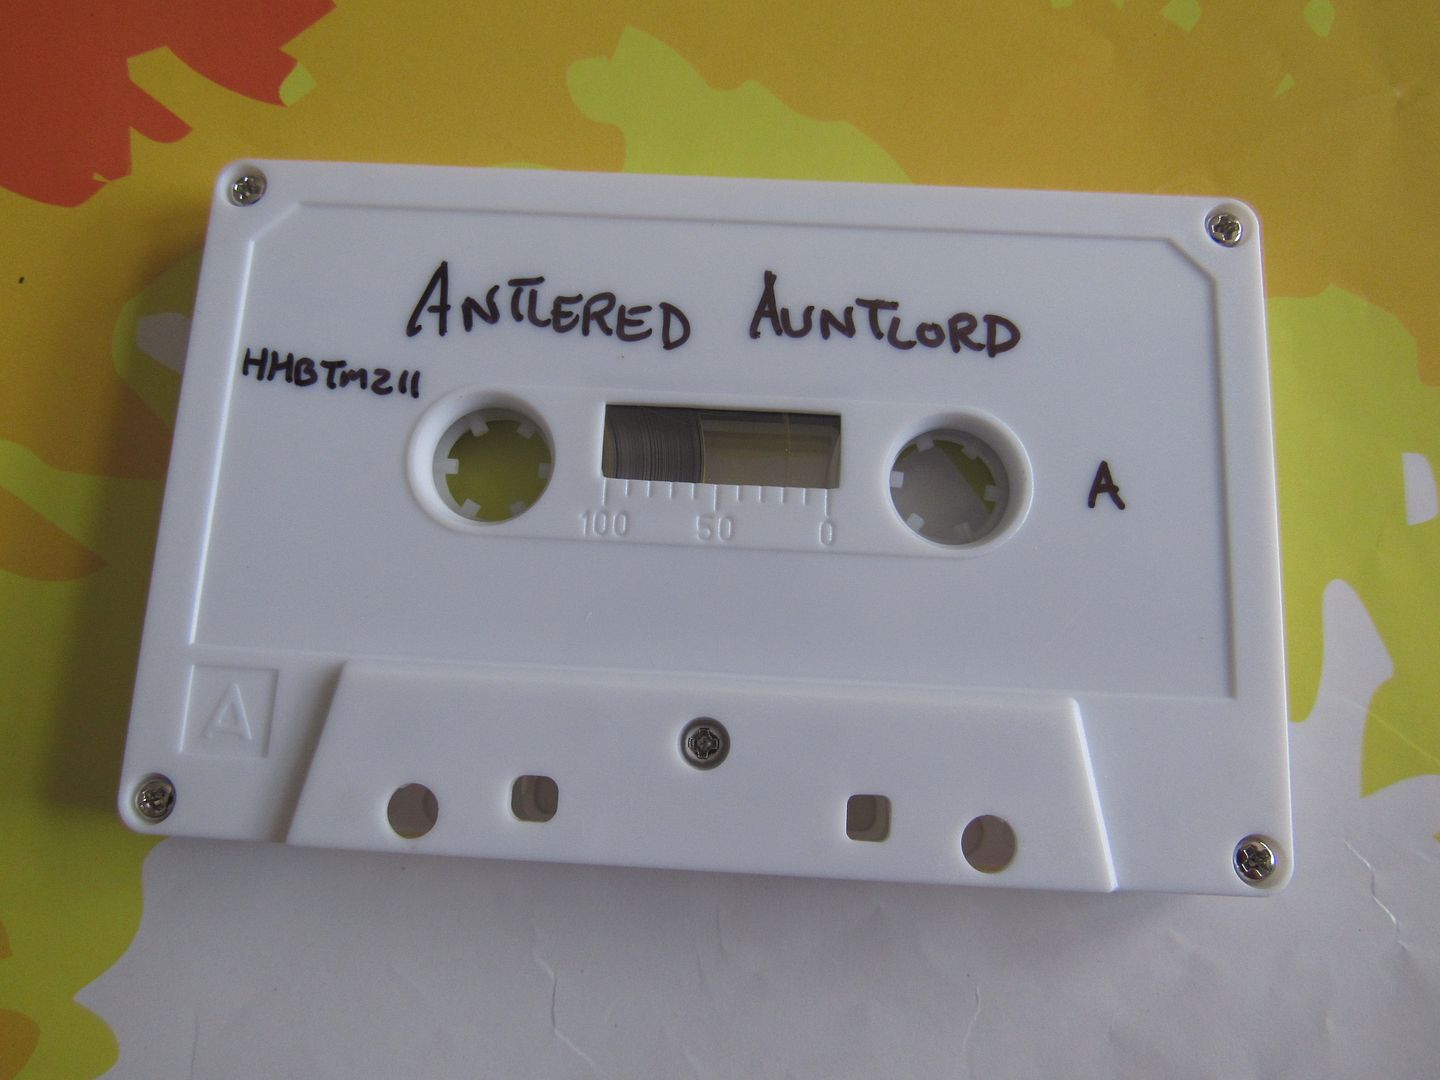 ANTLERED AUNTLORD
HHBTM211
A
100 50 0
A